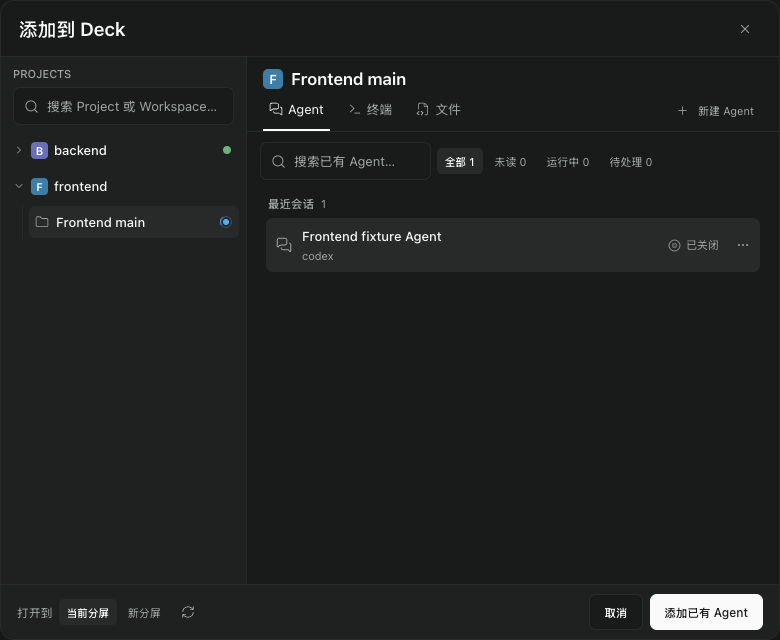 添加到 Deck
PROJECTS
搜索 Project 或 Workspace...
B backend
F frontend
Frontend main
F Frontend main
Agent 终端 文件 新建 Agent
搜索已有 Agent... 全部 1 未读 0 运行中 0 待处理 0
最近会话 1
Frontend fixture Agent
codex
已关闭
打开到 当前分屏 新分屏
取消 添加已有 Agent